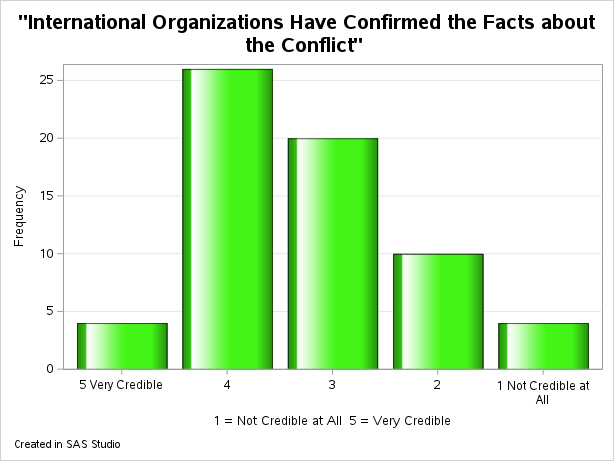 "International Organizations Have Confirmed the Facts about
the Conflict"
25
20
15
10
5
0
Frequency
5 Very Credible
4
3
2
1 Not Credible at
All
1 = Not Credible at All 5 = Very Credible
Created in SAS Studio